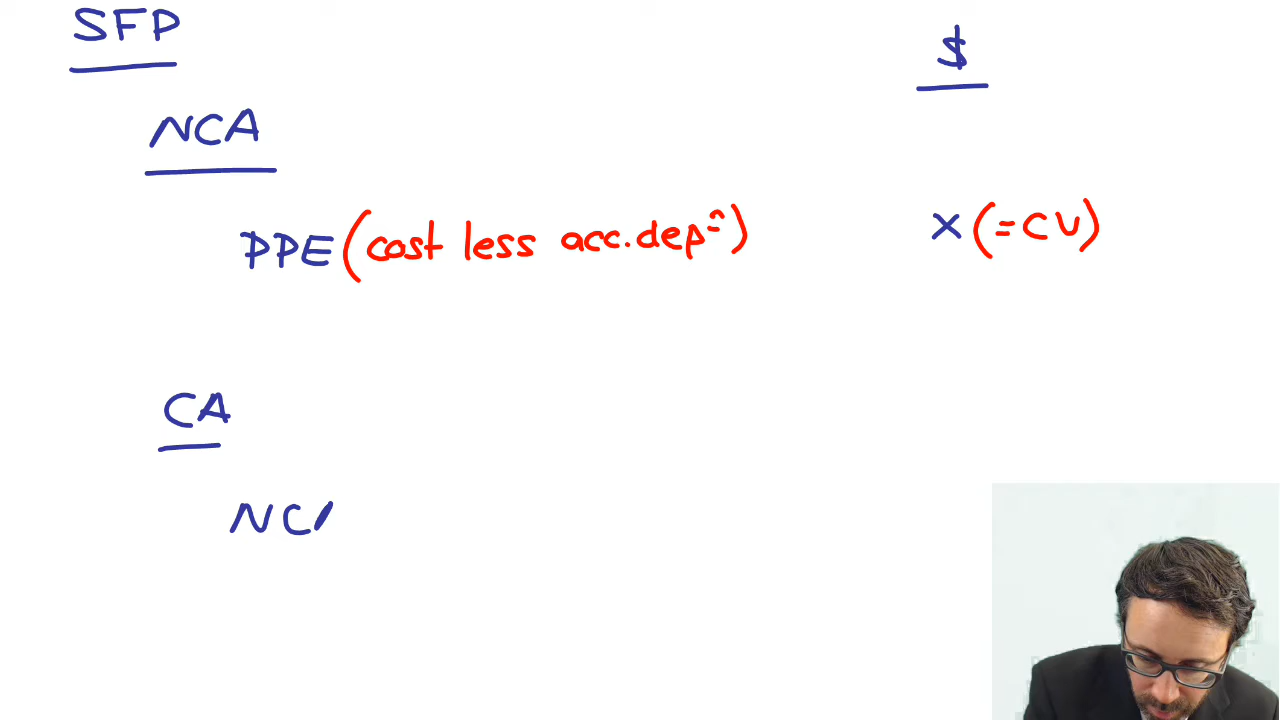 SFP
$
NCA
PPE (cost less acc. depⁿ) X (=CV)
CA
NC